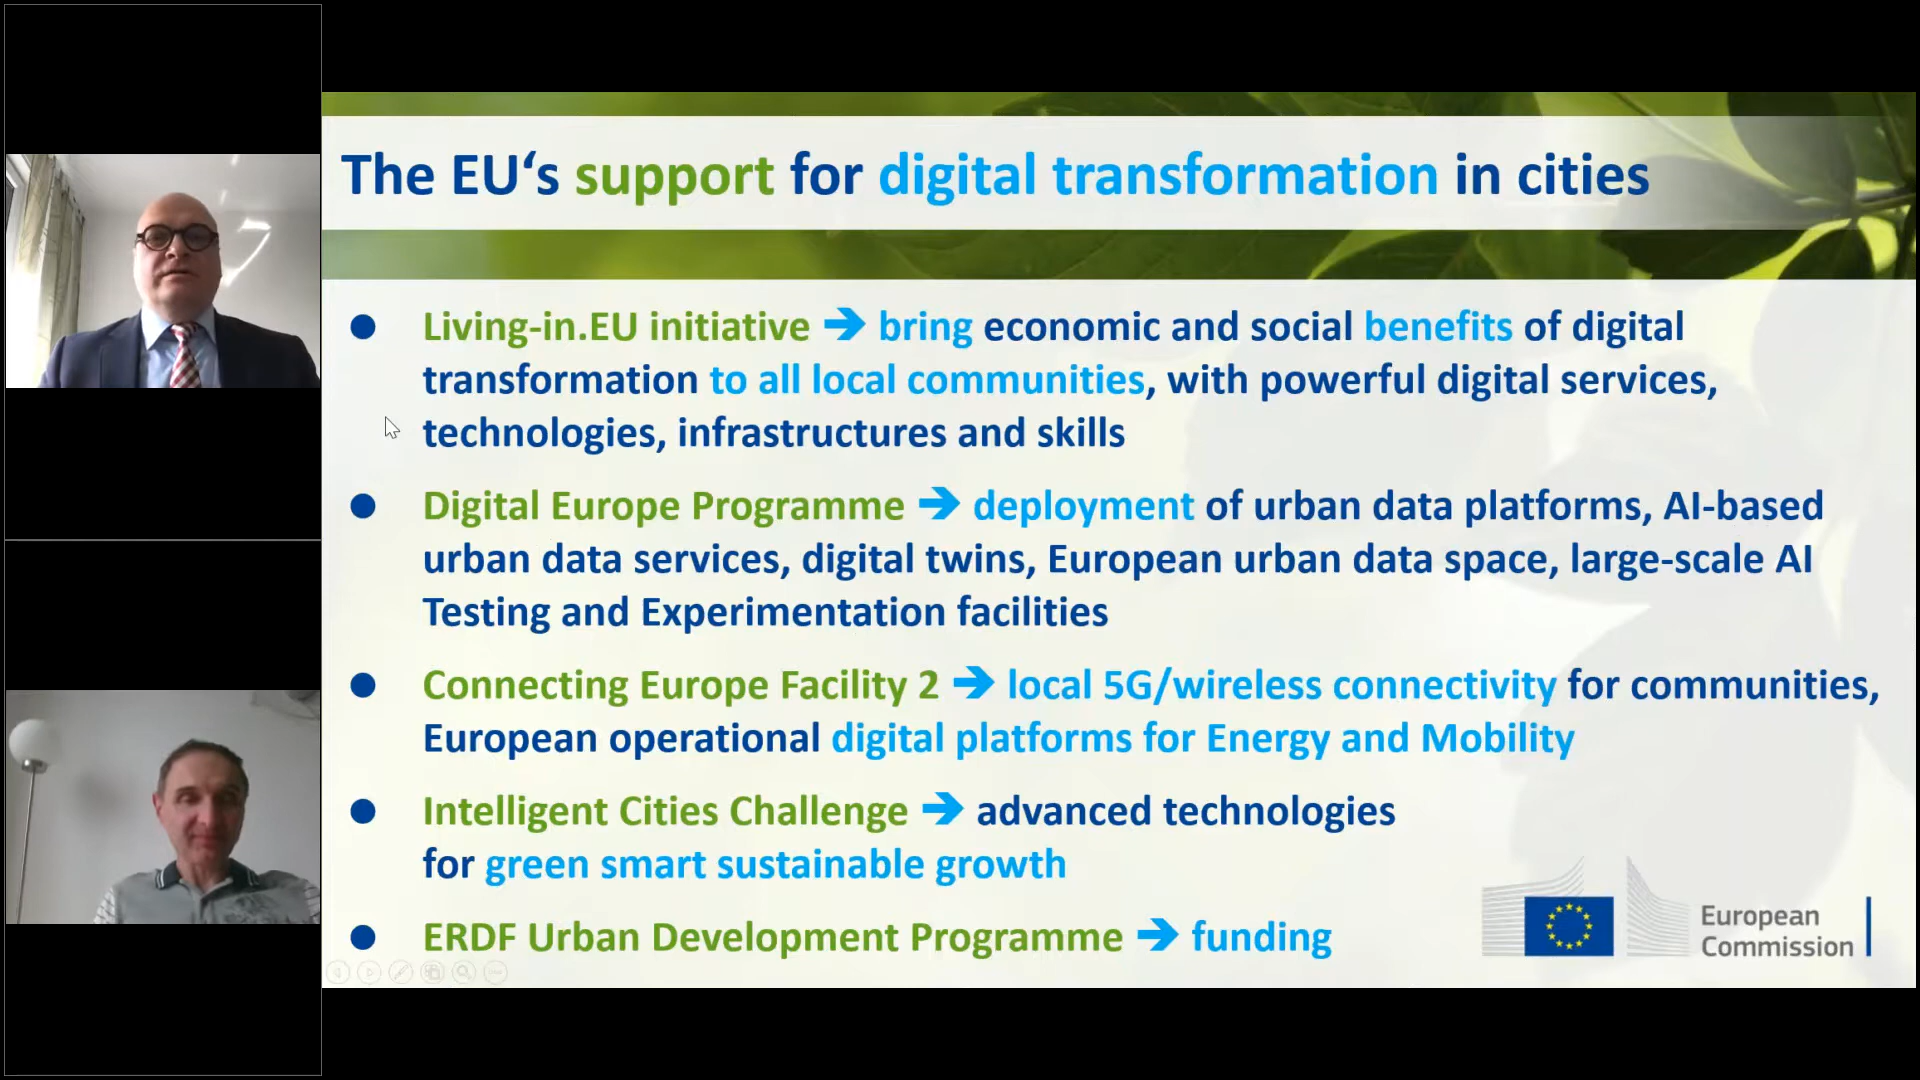 The EU‘s support for digital transformation in cities
● Living-in.EU initiative ➔ bring economic and social benefits of digital
transformation to all local communities, with powerful digital services,
technologies, infrastructures and skills
● Digital Europe Programme ➔ deployment of urban data platforms, AI-based
urban data services, digital twins, European urban data space, large-scale AI
Testing and Experimentation facilities
● Connecting Europe Facility 2 ➔ local 5G/wireless connectivity for communities,
European operational digital platforms for Energy and Mobility
● Intelligent Cities Challenge ➔ advanced technologies
for green smart sustainable growth
● ERDF Urban Development Programme ➔ funding
European
Commission